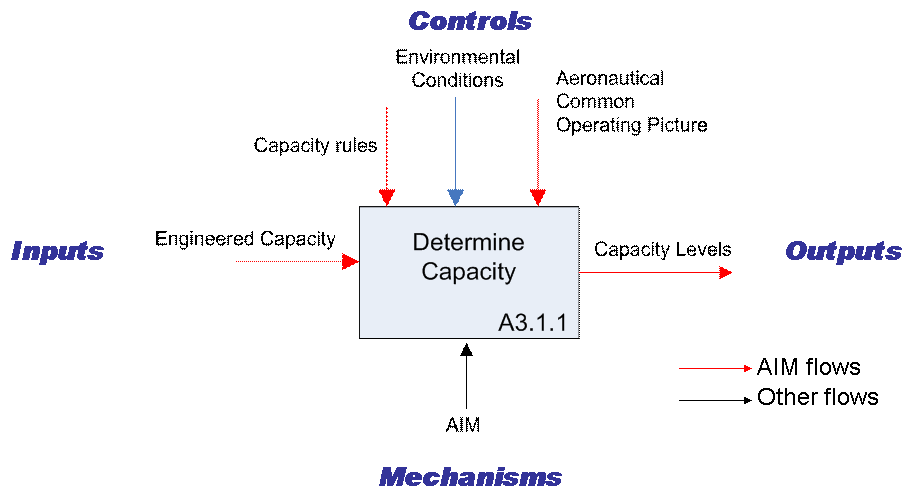 Controls
Environmental
Conditions
Aeronautical
Common
Operating Picture
Capacity rules
Inputs
Engineered Capacity
Determine
Capacity
A3.1.1
Capacity Levels
Outputs
AIM flows
Other flows
AIM
Mechanisms